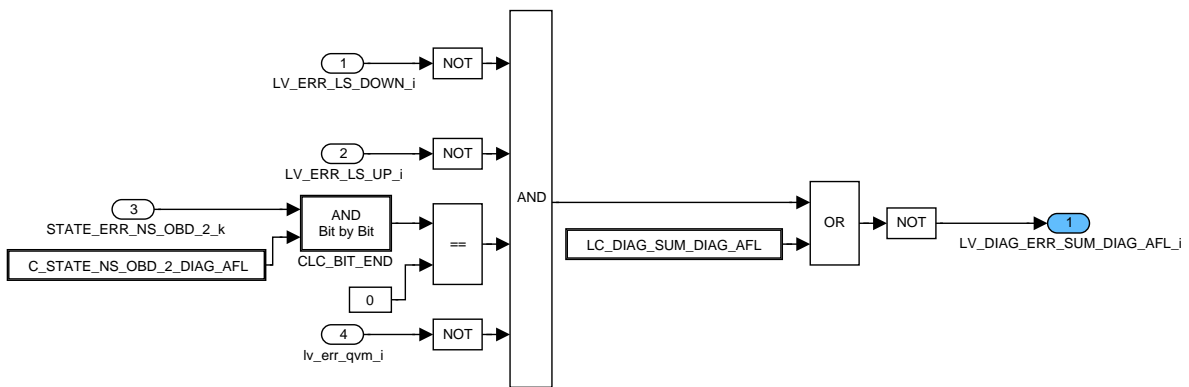 1
NOT
LV_ERR_LS_DOWN_i
2
NOT
LV_ERR_LS_UP_i
3
STATE_ERR_NS_OBD_2_k
C_STATE_NS_OBD_2_DIAG_AFL
AND
Bit by Bit
CLC_BIT_END
==
0
4
NOT
lv_err_qvm_i
AND
LC_DIAG_SUM_DIAG_AFL
OR
NOT
1
LV_DIAG_ERR_SUM_DIAG_AFL_i